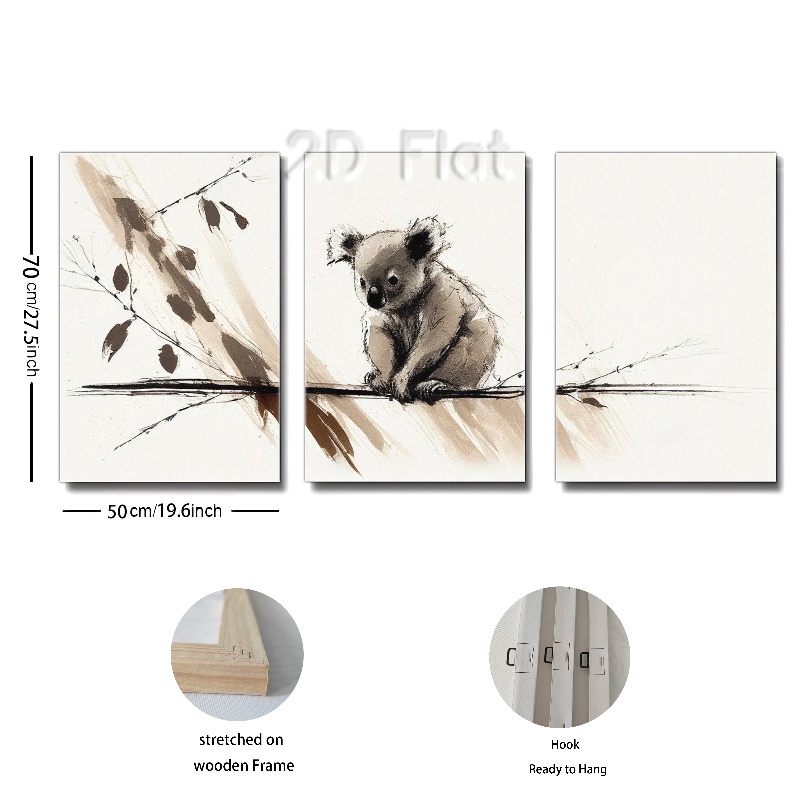 2D Flat
70 cm/27.5inch
50cm/19.6inch
stretched on
wooden Frame
Hook
Ready to Hang